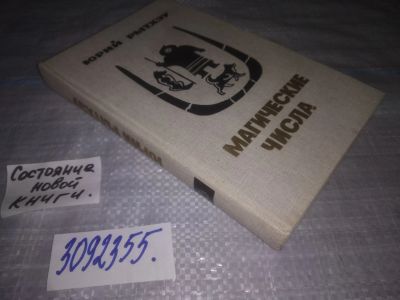 ЮРИЙ РЫТХЭУ
МАГИЧЕСКИЕ
ЧИСЛА
Состояние
новой
книги.
3092355.